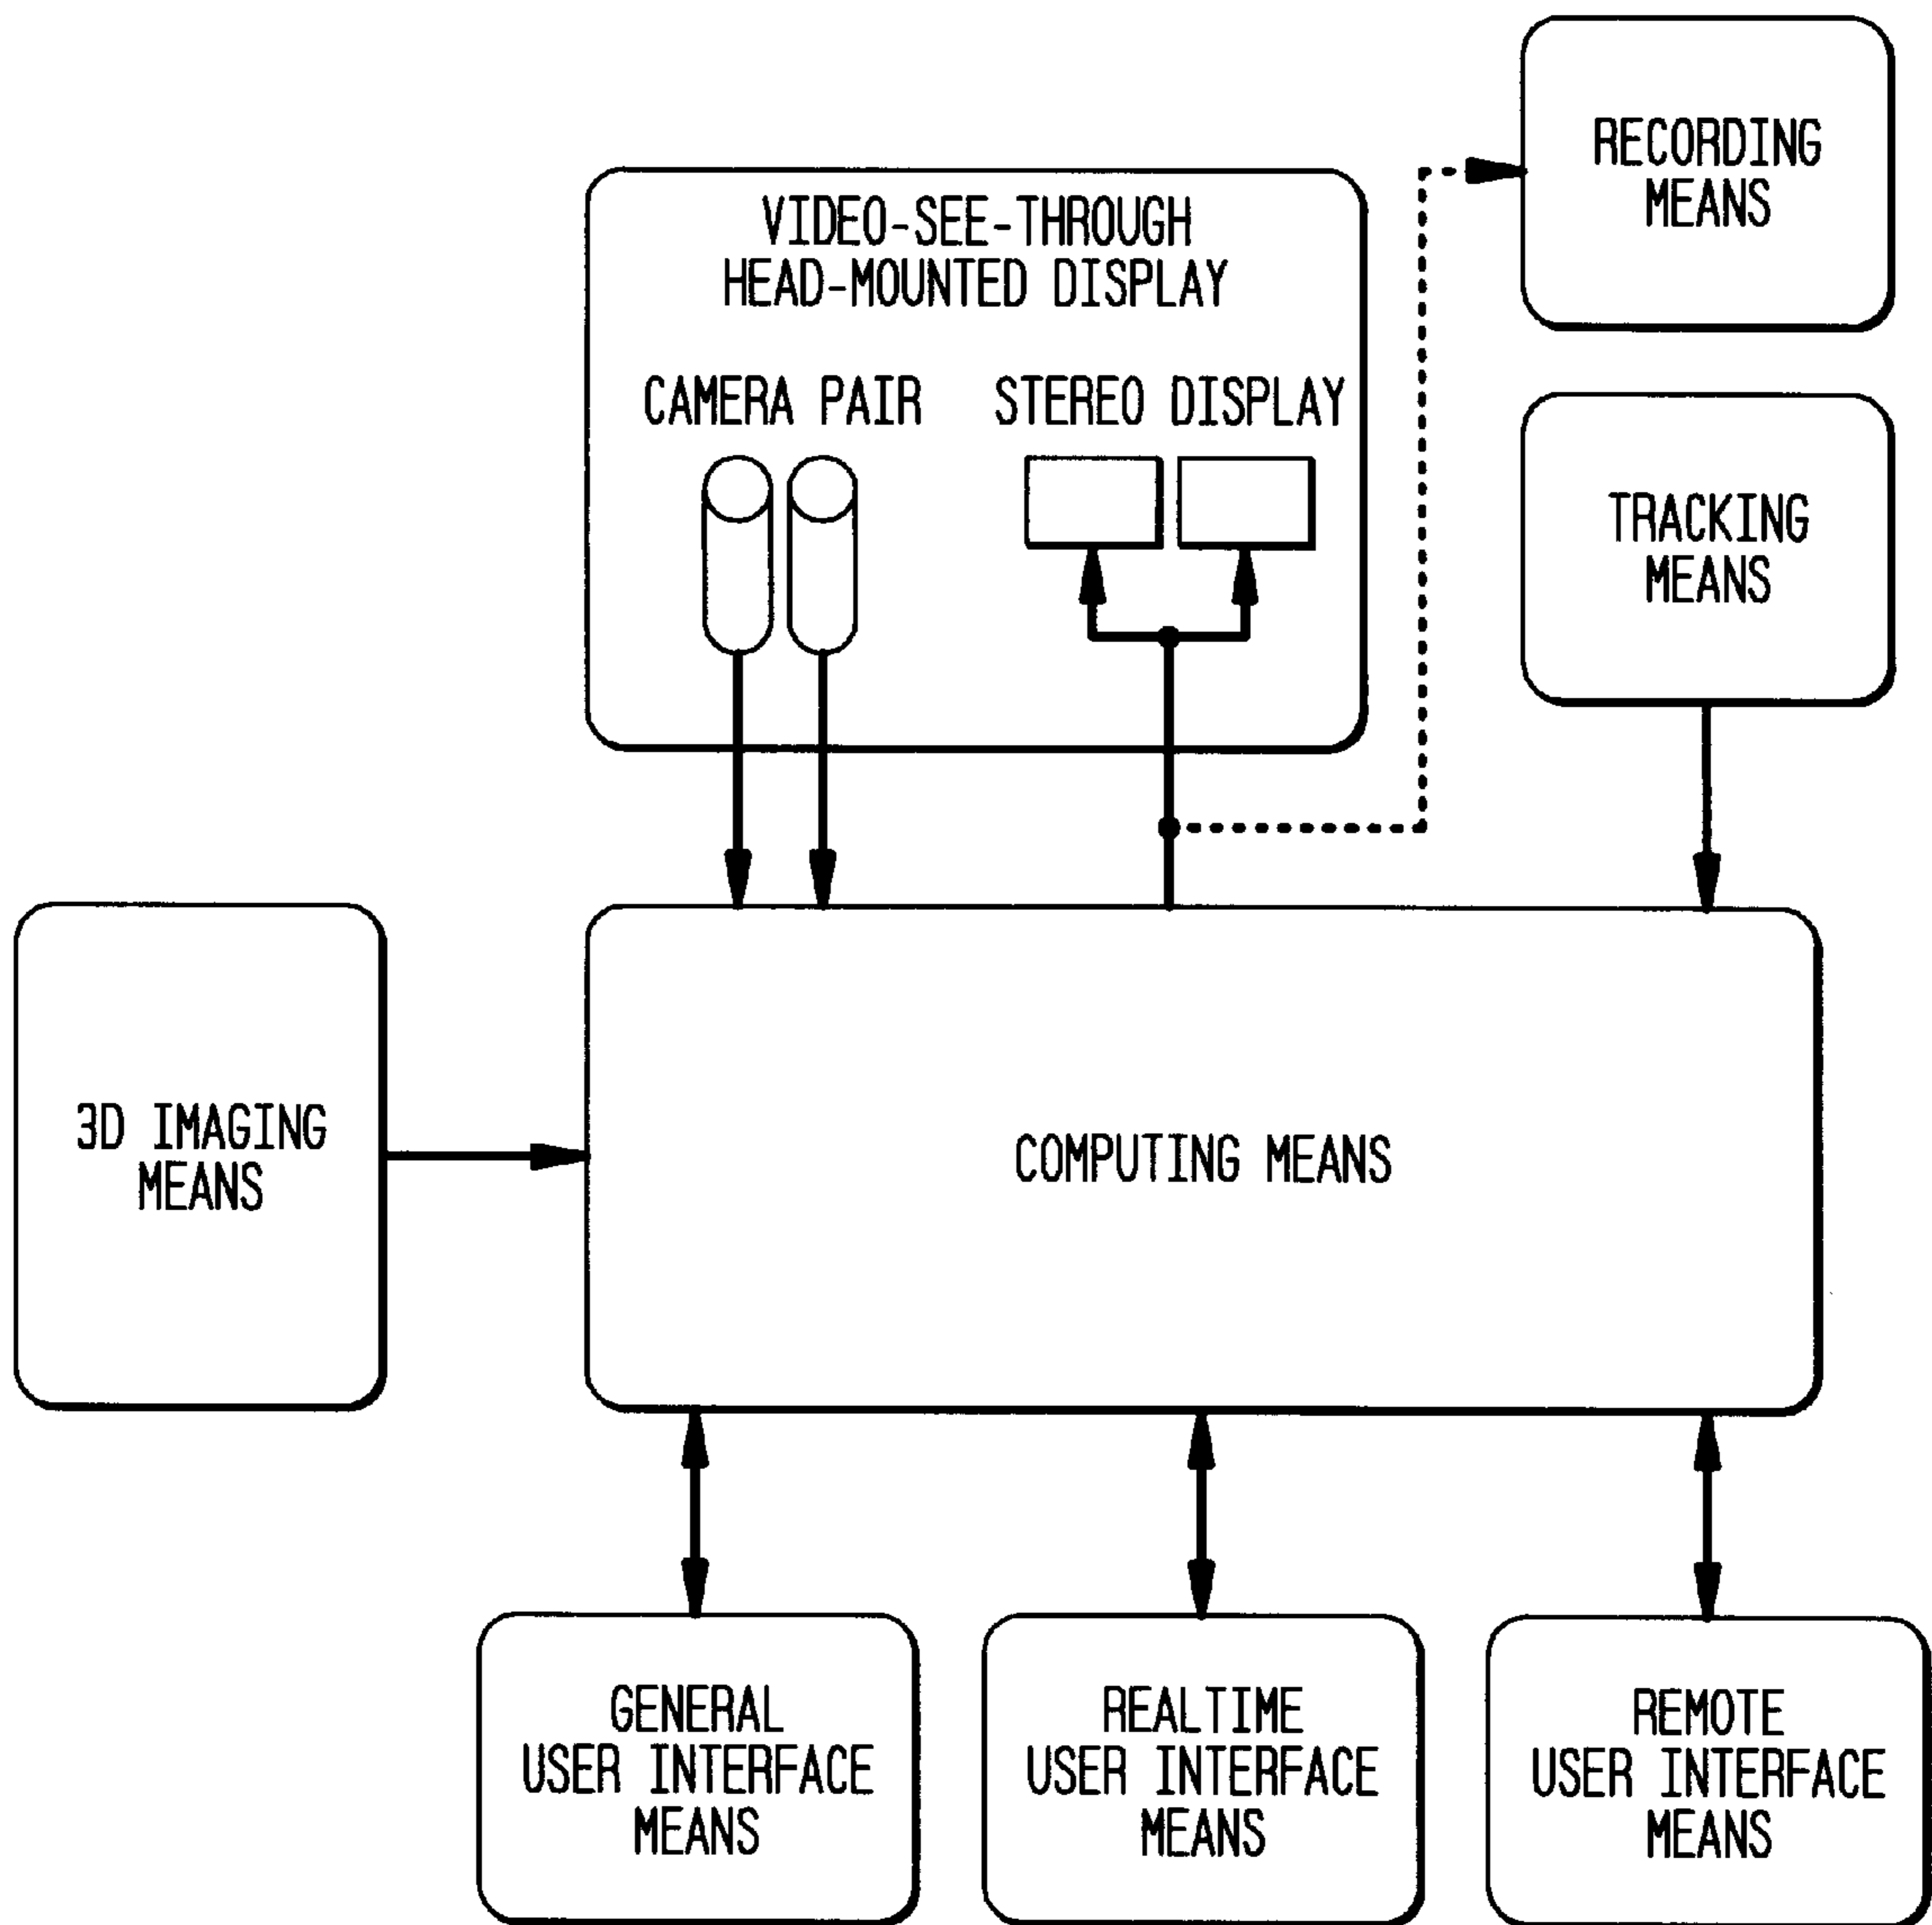 RECORDING
MEANS
VIDEO-SEE-THROUGH
HEAD-MOUNTED DISPLAY
CAMERA PAIR
STEREO DISPLAY
TRACKING
MEANS
3D IMAGING
MEANS
COMPUTING MEANS
GENERAL
USER INTERFACE
MEANS
REALTIME
USER INTERFACE
MEANS
REMOTE
USER INTERFACE
MEANS